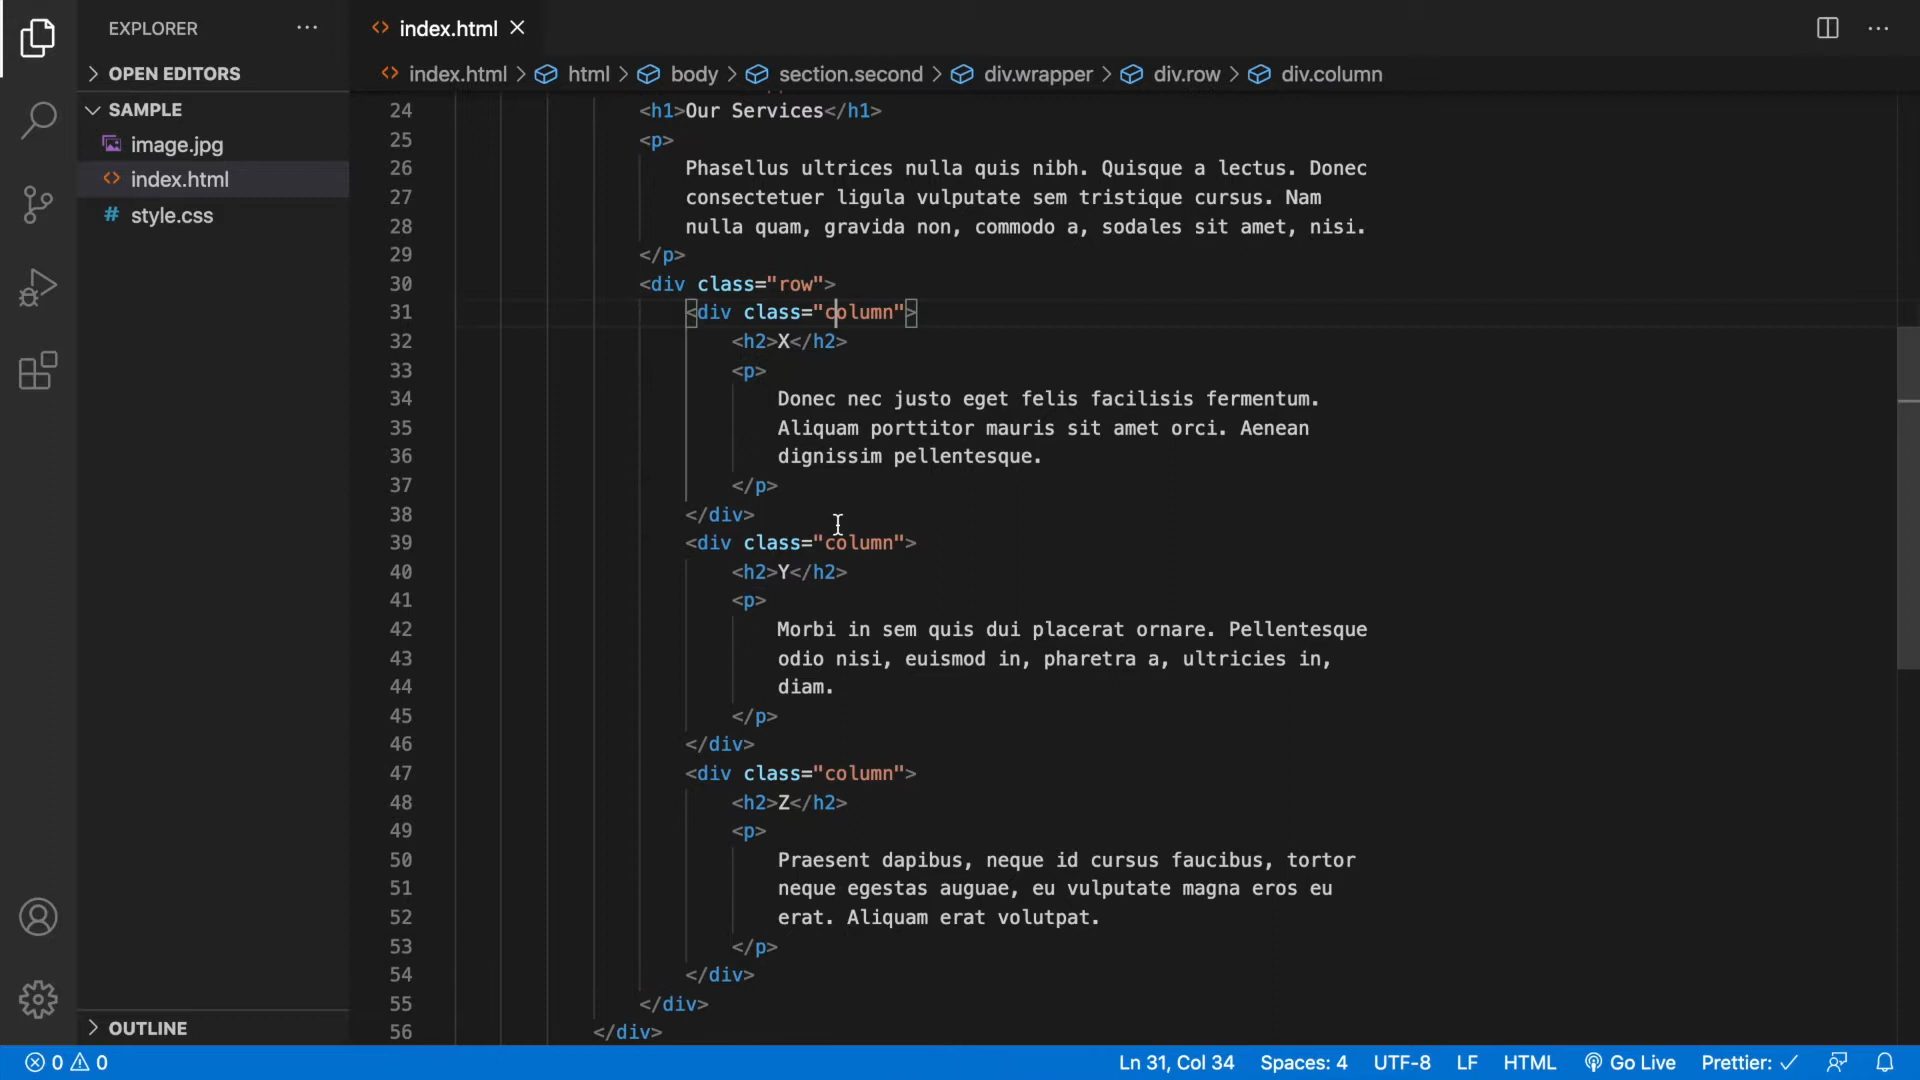 EXPLORER
index.html
OPEN EDITORS
index.html > html > body > section.second > div.wrapper > div.row > div.column
SAMPLE
image.jpg
index.html
style.css
24 <h1>Our Services</h1>
25 <p>
26 Phasellus ultrices nulla quis nibh. Quisque a lectus. Donec
27 consectetuer ligula vulputate sem tristique cursus. Nam
28 nulla quam, gravida non, commodo a, sodales sit amet, nisi.
29 </p>
30 <div class="row">
31 <div class="column">
32 <h2>X</h2>
33 <p>
34 Donec nec justo eget felis facilisis fermentum.
35 Aliquam porttitor mauris sit amet orci. Aenean
36 dignissim pellentesque.
37 </p>
38 </div>
39 <div class="column">
40 <h2>Y</h2>
41 <p>
42 Morbi in sem quis dui placerat ornare. Pellentesque
43 odio nisi, euismod in, pharetra a, ultricies in,
44 diam.
45 </p>
46 </div>
47 <div class="column">
48 <h2>Z</h2>
49 <p>
50 Praesent dapibus, neque id cursus faucibus, tortor
51 neque egestas auguae, eu vulputate magna eros eu
52 erat. Aliquam erat volutpat.
53 </p>
54 </div>
55 </div>
56 </div>
OUTLINE
0 0 Ln 31, Col 34 Spaces: 4 UTF-8 LF HTML Go Live Prettier: ✓